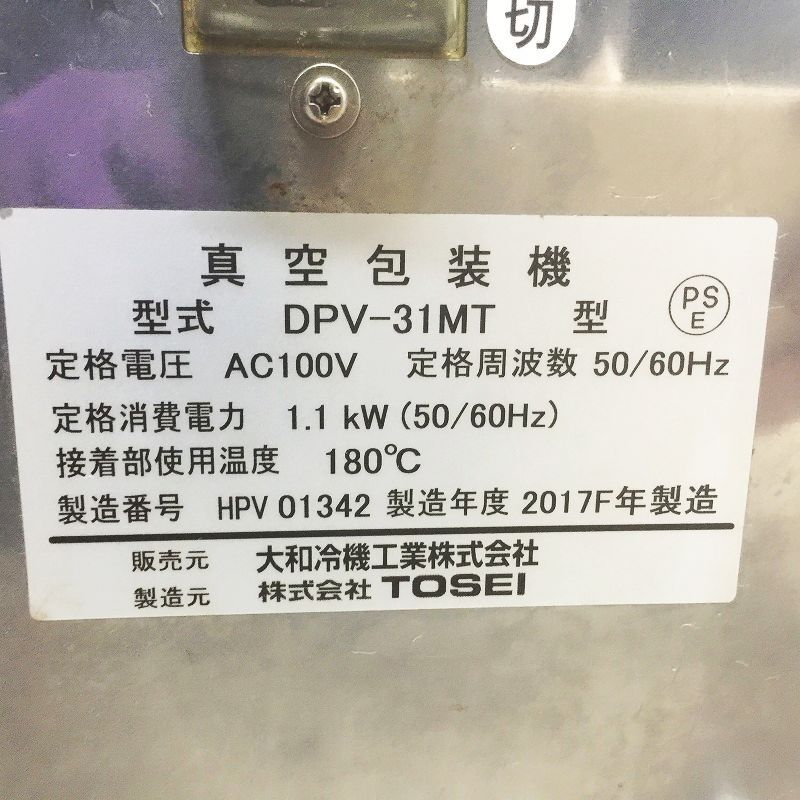 切
真空包装機
型式 DPV-31MT 型 PSE
定格電圧 AC100V 定格周波数 50/60Hz
定格消費電力 1.1 kW (50/60Hz)
接着部使用温度 180℃
製造番号 HPV 01342 製造年度 2017F年製造
販売元 大和冷機工業株式会社
製造元 株式会社 TOSEI